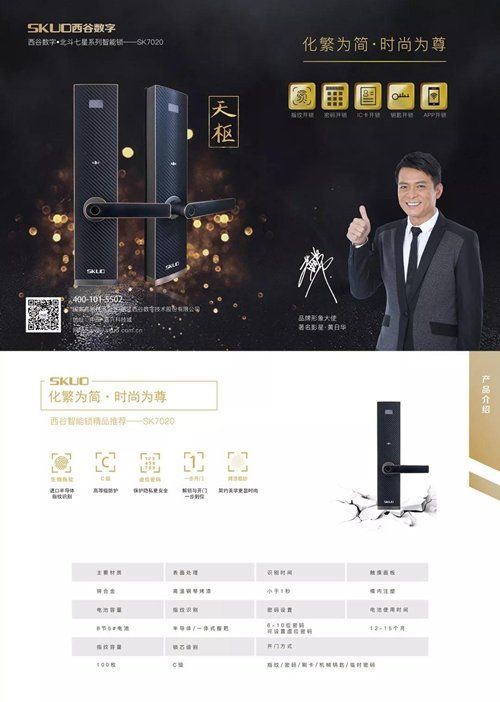 SKUO西谷数字
西谷数字•北斗七星系列智能锁——SK7020
化繁为简·时尚为尊
指纹开锁 密码开锁 IC卡开锁 钥匙开锁 APP开锁
天枢
SKUO
400-101-5502
品牌形象大使
著名影星·黄日华
SKUO
化繁为简·时尚为尊
西谷智能锁精品推荐——SK7020
产品介绍
生物指纹 C级 虚位密码 一步开门 烤漆磨砂
进口半导体 高等级防护 保护隐私更安全 解锁与开门 简约美学更显时尚
指纹识别 一步到位
SKUO
主要材质 表面处理 识别时间 触摸面板
锌合金 高温钢琴烤漆 小于1秒 模内注塑
电池容量 指纹识别 密码设置 电池使用时间
8节5#电池 半导体/一体式握把 6-10位密码 12-15个月
可设置虚位密码
指纹容量 锁芯级别 开门方式
100枚 C级 指纹/密码/刷卡/机械钥匙/临时密码